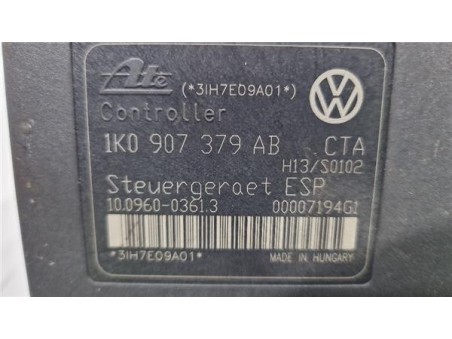 Ate (*3IH7E09A01*)
Controller
1K0 907 379 AB CTA
H13/S0102
Steuergeraet ESP
10.0960-0361.3 00007194G1
*3IH7E09A01* MADE IN HUNGARY